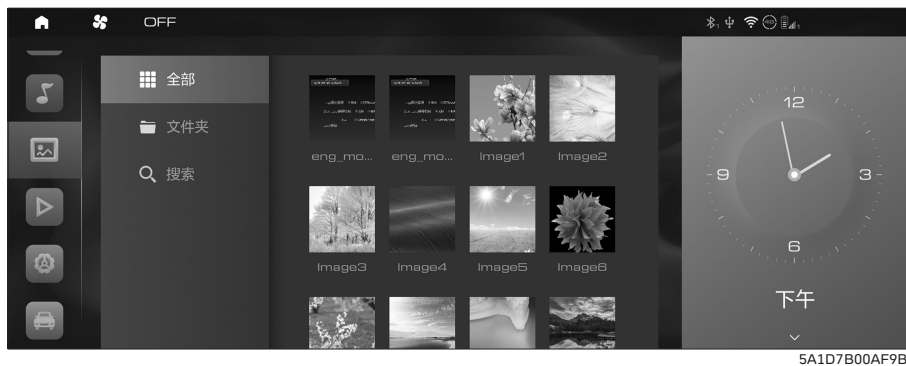 OFF
全部
文件夹
搜索
eng_mo...
eng_mo...
Image1
Image2
Image3
Image4
Image5
Image6
12
3
6
9
下午
5A1D7B00AF9B